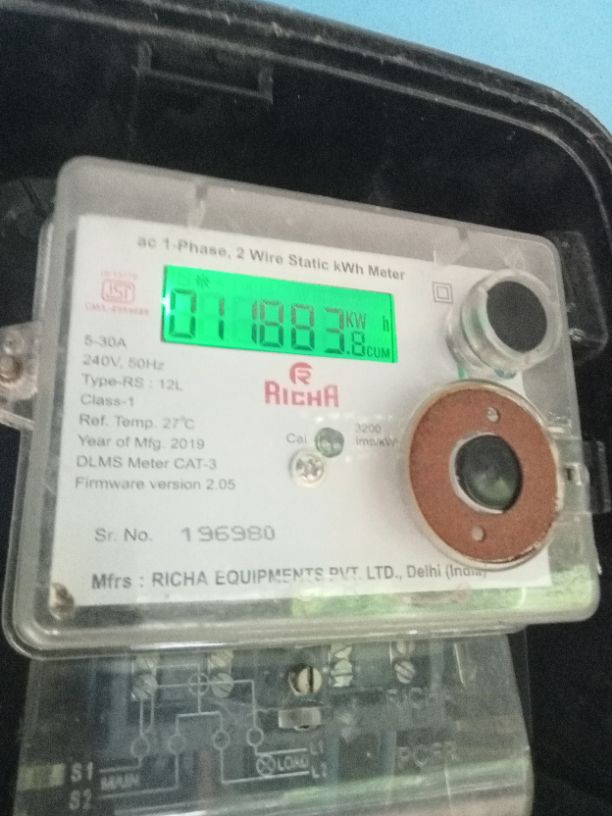 ac 1-Phase, 2 Wire Static kWh Meter
011883.8 KW h CUM
5-30A
240V, 50Hz
Type-RS : 12L
Class-1
Ref. Temp. 27°C
Year of Mfg. 2019
DLMS Meter CAT-3
Firmware version 2.05
RICHA
Cal
3200
Imp/kW
Sr. No. 196980
Mfrs : RICHA EQUIPMENTS PVT. LTD., Delhi (India)
S1
S2
MAIN
LOAD
L1
L2